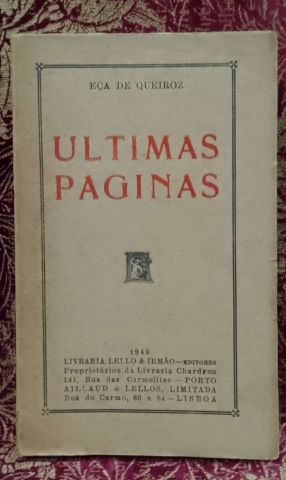 EÇA DE QUEIROZ
ULTIMAS
PAGINAS
1945
LIVRARIA LELLO & IRMÃO—EDITORES
Proprietários da Livraria Chardron
144, Rua das Carmelitas — PORTO
AILLAUD & LELLOS, LIMITADA
Rua do Carmo, 80 e 84 — LISBOA